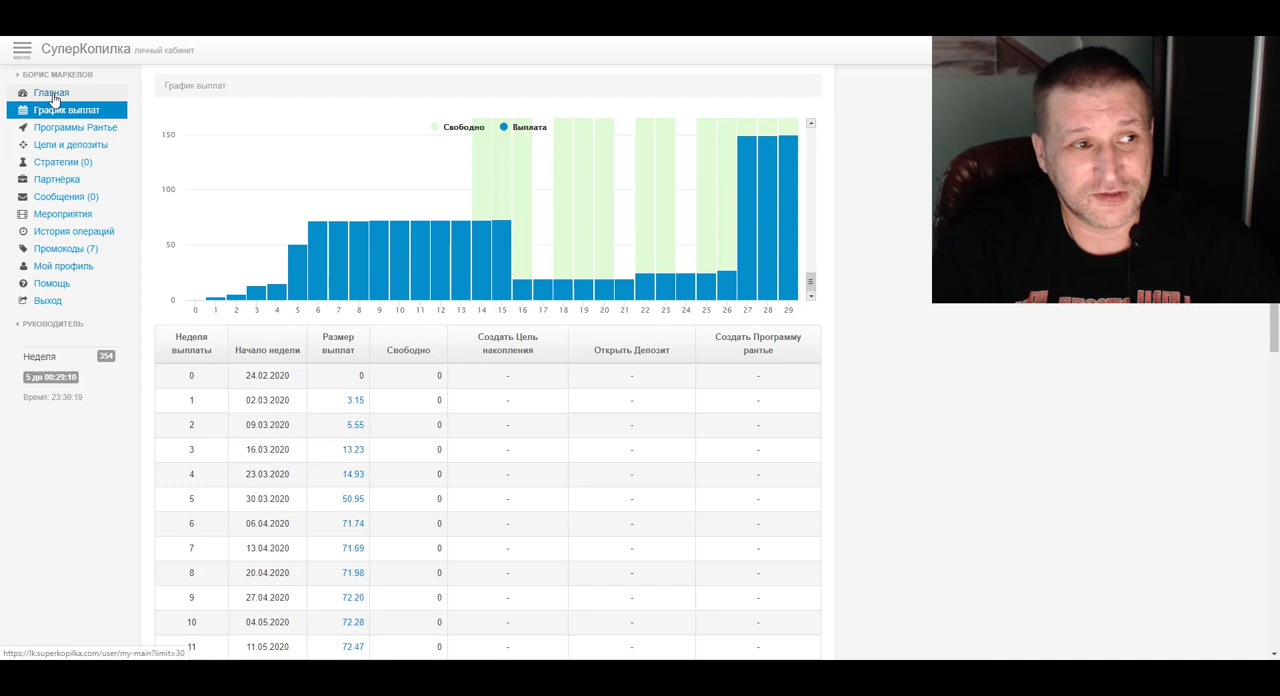 СуперКопилка личный кабинет
меню
БОРИС МАРКЕЛОВ
Главная
График выплат
Программы Рантье
Цели и депозиты
Стратегии (0)
Партнёрка
Сообщения (0)
Мероприятия
История операций
Промокоды (7)
Мой профиль
Помощь
Выход
РУКОВОДИТЕЛЬ
Неделя 354
5 дн 00:29:10
Время: 23:30:19
График выплат
Свободно Выплата
150
100
50
0
0 1 2 3 4 5 6 7 8 9 10 11 12 13 14 15 16 17 18 19 20 21 22 23 24 25 26 27 28 29
Неделя выплаты Начало недели Размер выплат Свободно Создать Цель накопления Открыть Депозит Создать Программу рантье
0 24.02.2020 0 0 - - -
1 02.03.2020 3.15 0 - - -
2 09.03.2020 5.55 0 - - -
3 16.03.2020 13.23 0 - - -
4 23.03.2020 14.93 0 - - -
5 30.03.2020 50.95 0 - - -
6 06.04.2020 71.74 0 - - -
7 13.04.2020 71.69 0 - - -
8 20.04.2020 71.98 0 - - -
9 27.04.2020 72.20 0 - - -
10 04.05.2020 72.28 0 - - -
11 11.05.2020 72.47 0 - - -
https://lk.superkopilka.com/user/my-main?limit=30